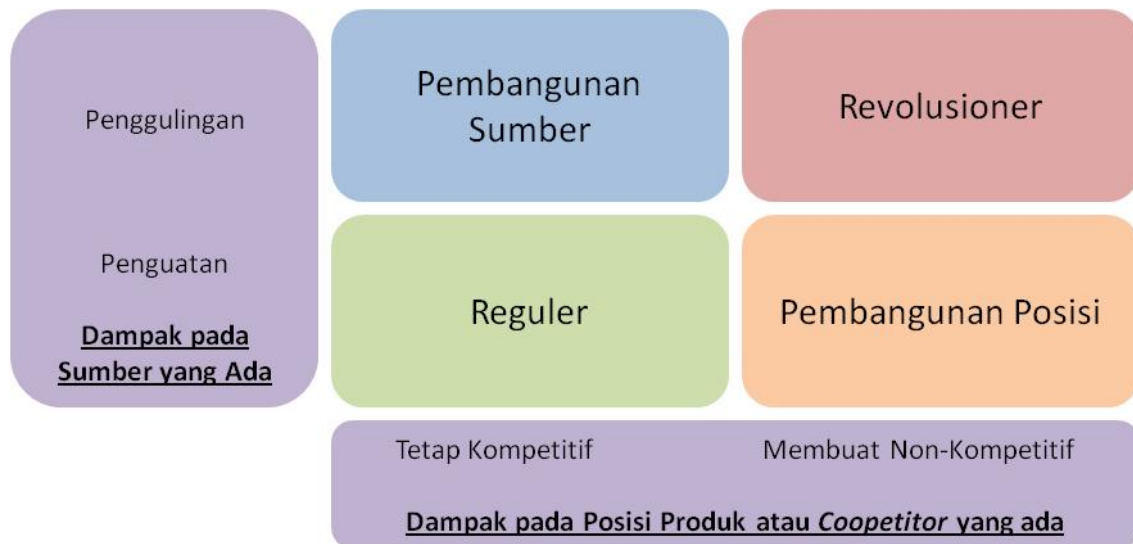 Penggulingan
Penguatan
Dampak pada
Sumber yang Ada
Pembangunan
Sumber
Revolusioner
Reguler
Pembangunan Posisi
Tetap Kompetitif
Membuat Non-Kompetitif
Dampak pada Posisi Produk atau Coopetitor yang ada